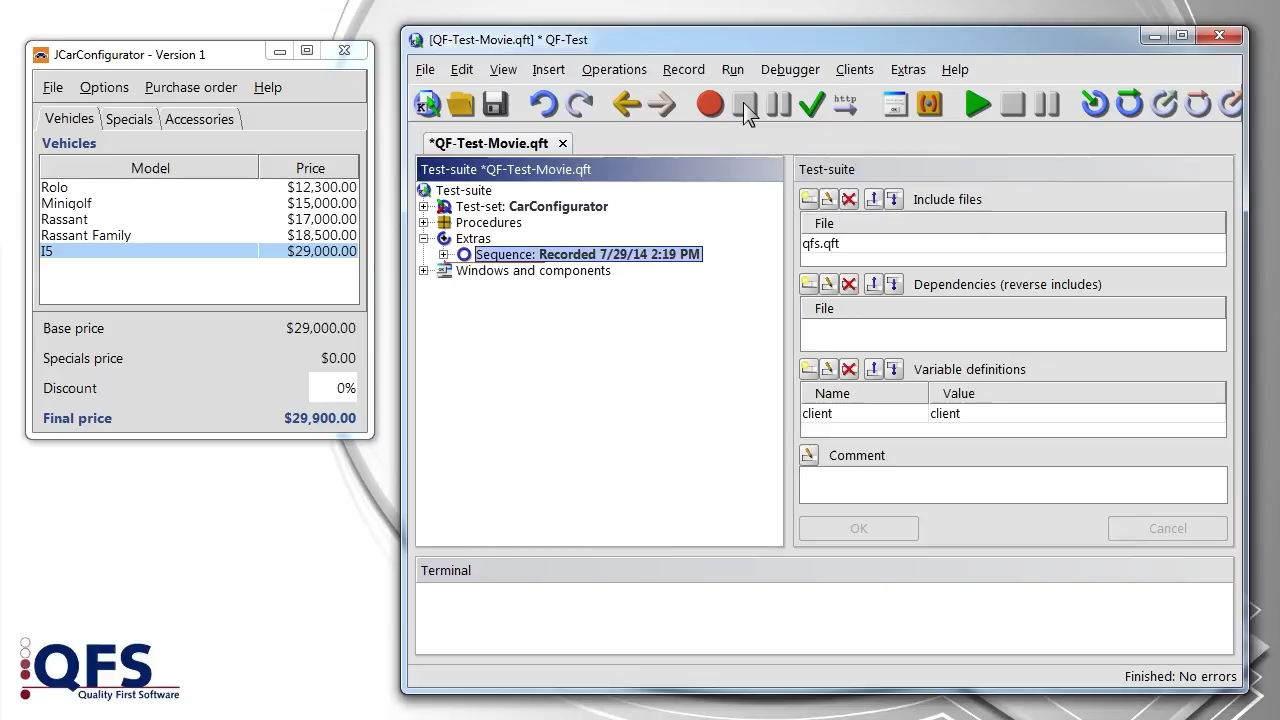 JCarConfigurator - Version 1
File Options Purchase order Help
Vehicles Specials Accessories
Vehicles
Model Price
Rolo $12,300.00
Minigolf $15,000.00
Rassant $17,000.00
Rassant Family $18,500.00
I5 $29,000.00
Base price $29,000.00
Specials price $0.00
Discount 0%
Final price $29,900.00
QFS
Quality First Software
[QF-Test-Movie.qft] * QF-Test
File Edit View Insert Operations Record Run Debugger Clients Extras Help
http
*QF-Test-Movie.qft
Test-suite *QF-Test-Movie.qft
Test-suite
Test-set: CarConfigurator
Procedures
Extras
Sequence: Recorded 7/29/14 2:19 PM
Windows and components
Test-suite
Include files
File
qfs.qft
Dependencies (reverse includes)
File
Variable definitions
Name Value
client client
Comment
OK Cancel
Terminal
Finished: No errors